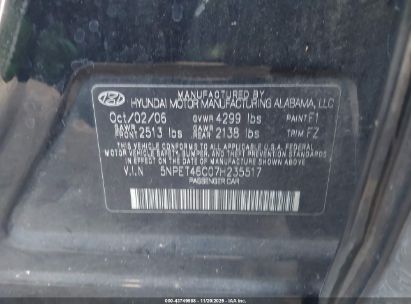 MANUFACTURED BY
HYUNDAI MOTOR MANUFACTURING ALABAMA, LLC
Oct/02/06 GVWR 4299 lbs PAINT F1
GAWR FRONT 2513 lbs GAWR REAR 2138 lbs TRIM FZ
THIS VEHICLE CONFORMS TO ALL APPLICABLE U.S. FEDERAL
MOTOR VEHICLE SAFETY, BUMPER, AND THEFT PREVENTION
STANDARDS IN EFFECT ON THE DATE OF MANUFACTURE
SHOWN ABOVE.
V.I.N 5NPET46C07H235517
PASSENGER CAR